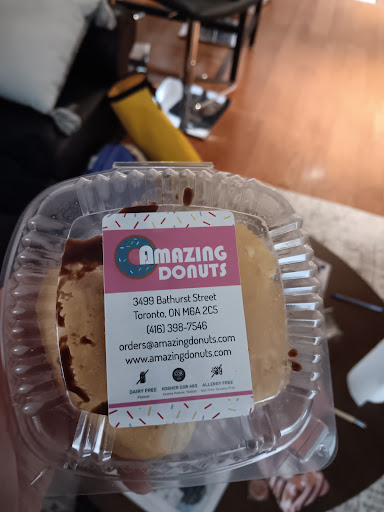 AMAZING
DONUTS
3499 Bathurst Street
Toronto, ON M6A 2C5
(416) 398-7546
orders@amazingdonuts.com
www.amazingdonuts.com
DAIRY FREE KOSHER COR 483 ALLERGY FREE